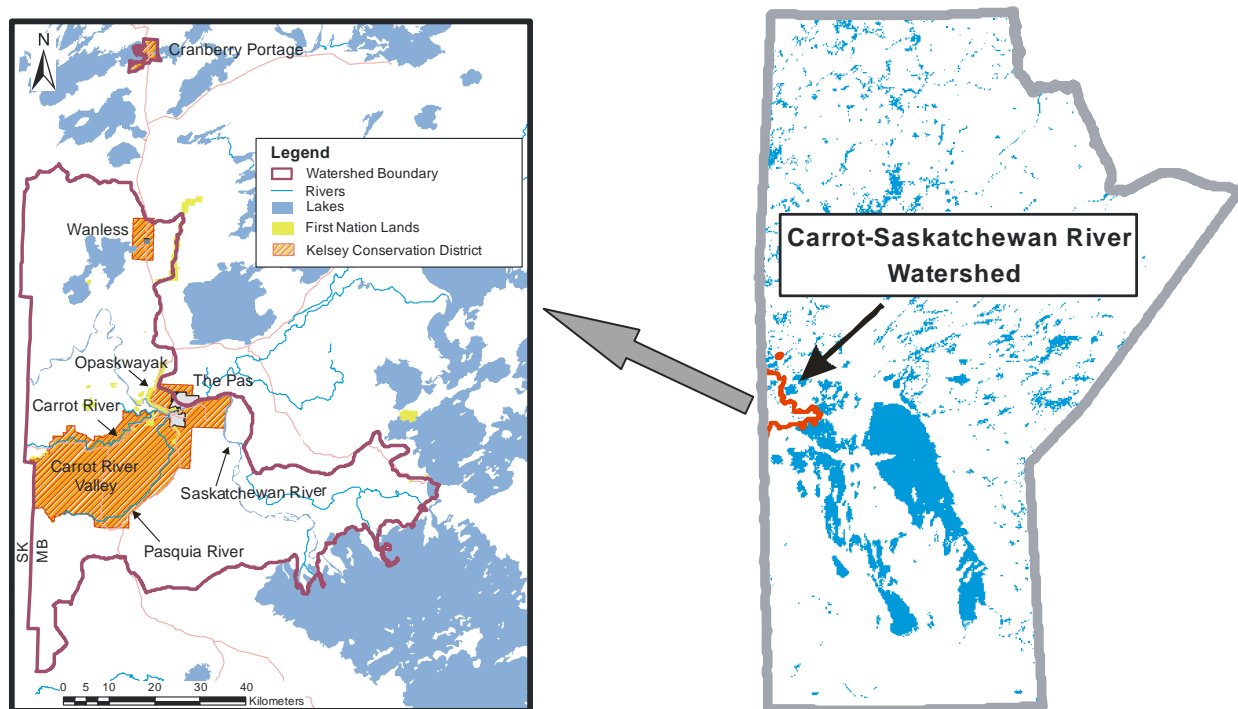 N
Cranberry Portage
Legend
Watershed Boundary
Rivers
Lakes
First Nation Lands
Kelsey Conservation District
Wanless
Opaskwayak
The Pas
Carrot River
Carrot River
Valley
Saskatchewan River
Pasquia River
SK
MB
0 5 10 20 30 40
Kilometers
Carrot-Saskatchewan River
Watershed